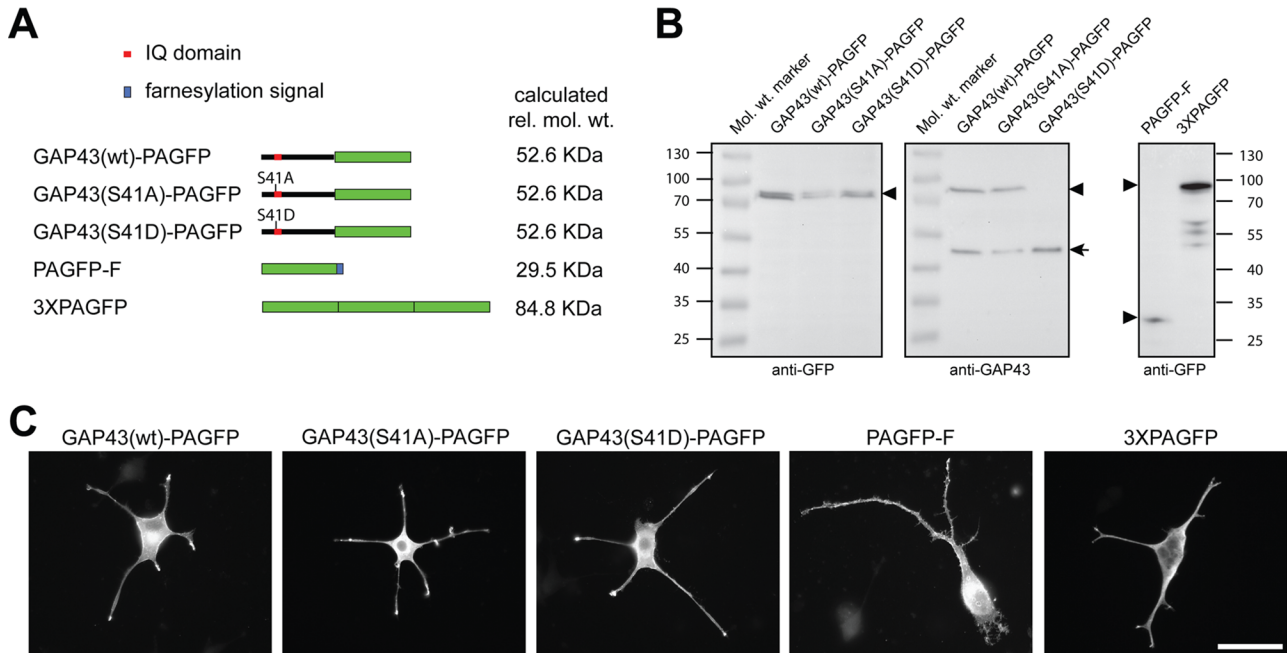 A
IQ domain
farnesylation signal
calculated
rel. mol. wt.
GAP43(wt)-PAGFP 52.6 KDa
S41A
GAP43(S41A)-PAGFP 52.6 KDa
S41D
GAP43(S41D)-PAGFP 52.6 KDa
PAGFP-F 29.5 KDa
3XPAGFP 84.8 KDa
B
Mol. wt. marker
GAP43(wt)-PAGFP
GAP43(S41A)-PAGFP
GAP43(S41D)-PAGFP
130
100
70
55
40
35
25
anti-GFP
Mol. wt. marker
GAP43(wt)-PAGFP
GAP43(S41A)-PAGFP
GAP43(S41D)-PAGFP
anti-GAP43
PAGFP-F
3XPAGFP
130
100
70
55
40
35
25
anti-GFP
C
GAP43(wt)-PAGFP
GAP43(S41A)-PAGFP
GAP43(S41D)-PAGFP
PAGFP-F
3XPAGFP